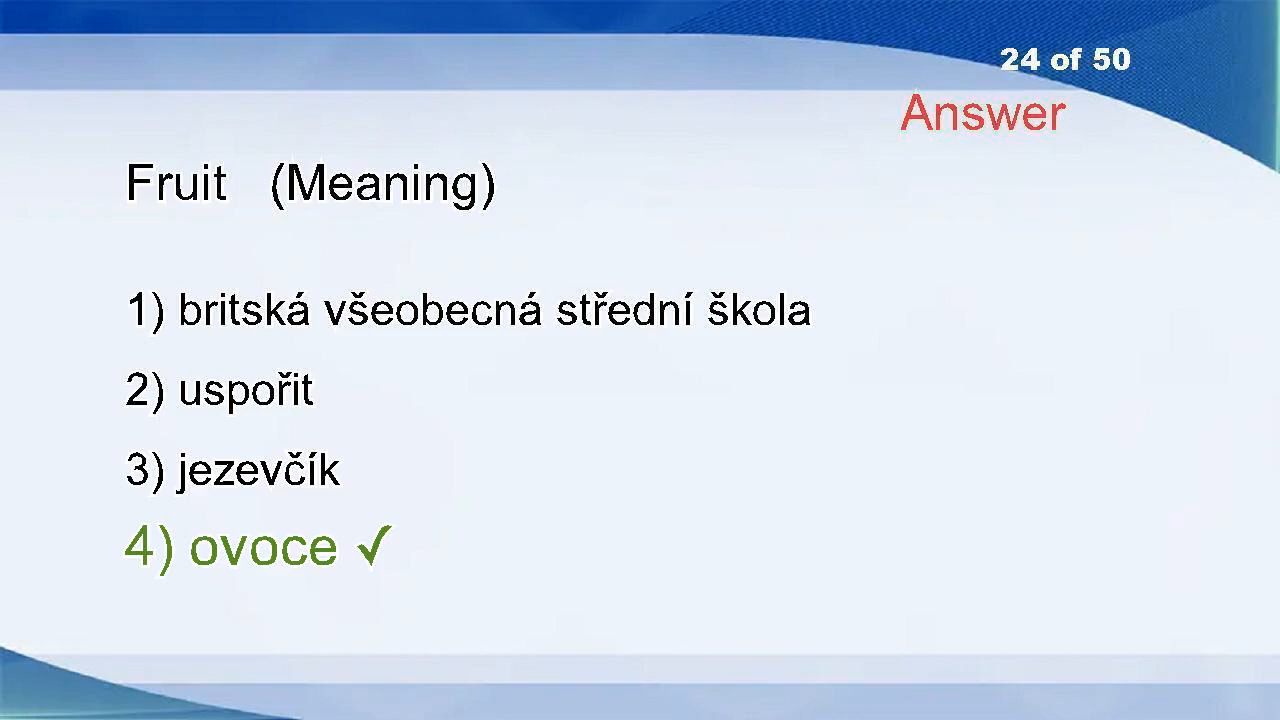 24 of 50
Answer
Fruit (Meaning)
1) britská všeobecná střední škola
2) uspořit
3) jezevčík
4) ovoce ✓